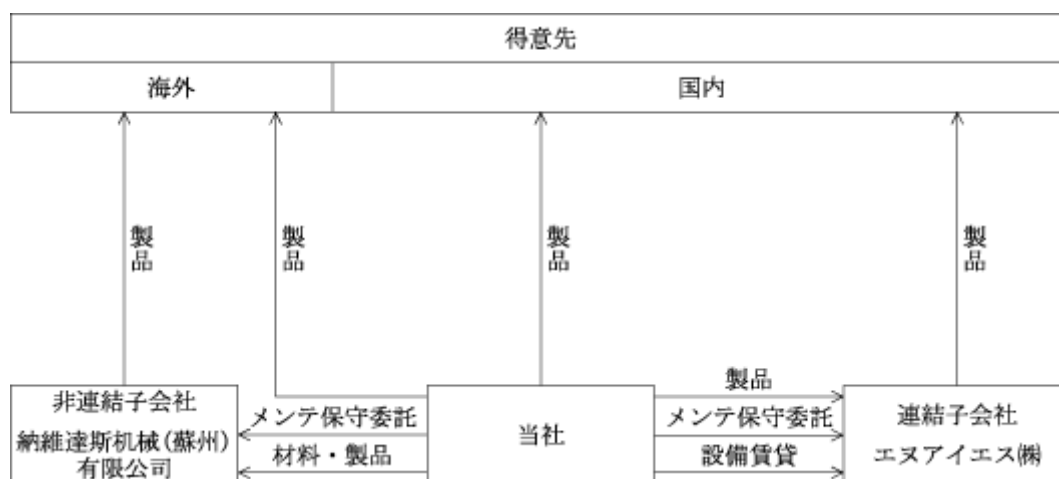 得意先
海外
国内
製品
製品
製品
製品
非連結子会社
納維達斯机械(蘇州)
有限公司
メンテ保守委託
材料・製品
当社
製品
メンテ保守委託
設備賃貸
連結子会社
エヌアイエス㈱